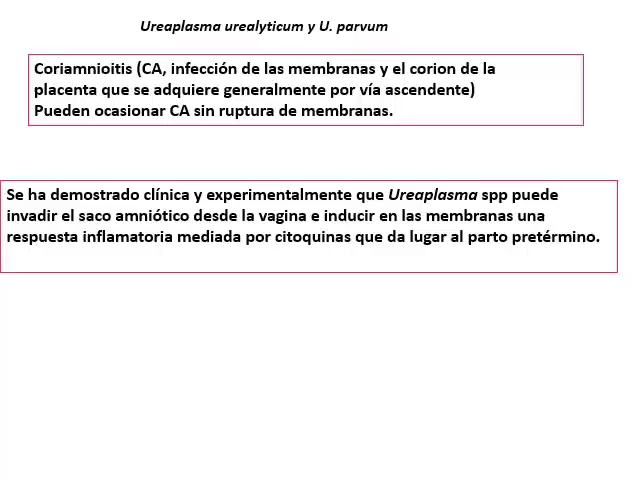 Ureaplasma urealyticum y U. parvum
Coriamnioitis (CA, infección de las membranas y el corion de la
placenta que se adquiere generalmente por vía ascendente)
Pueden ocasionar CA sin ruptura de membranas.
Se ha demostrado clínica y experimentalmente que Ureaplasma spp puede
invadir el saco amniótico desde la vagina e inducir en las membranas una
respuesta inflamatoria mediada por citoquinas que da lugar al parto pretérmino.